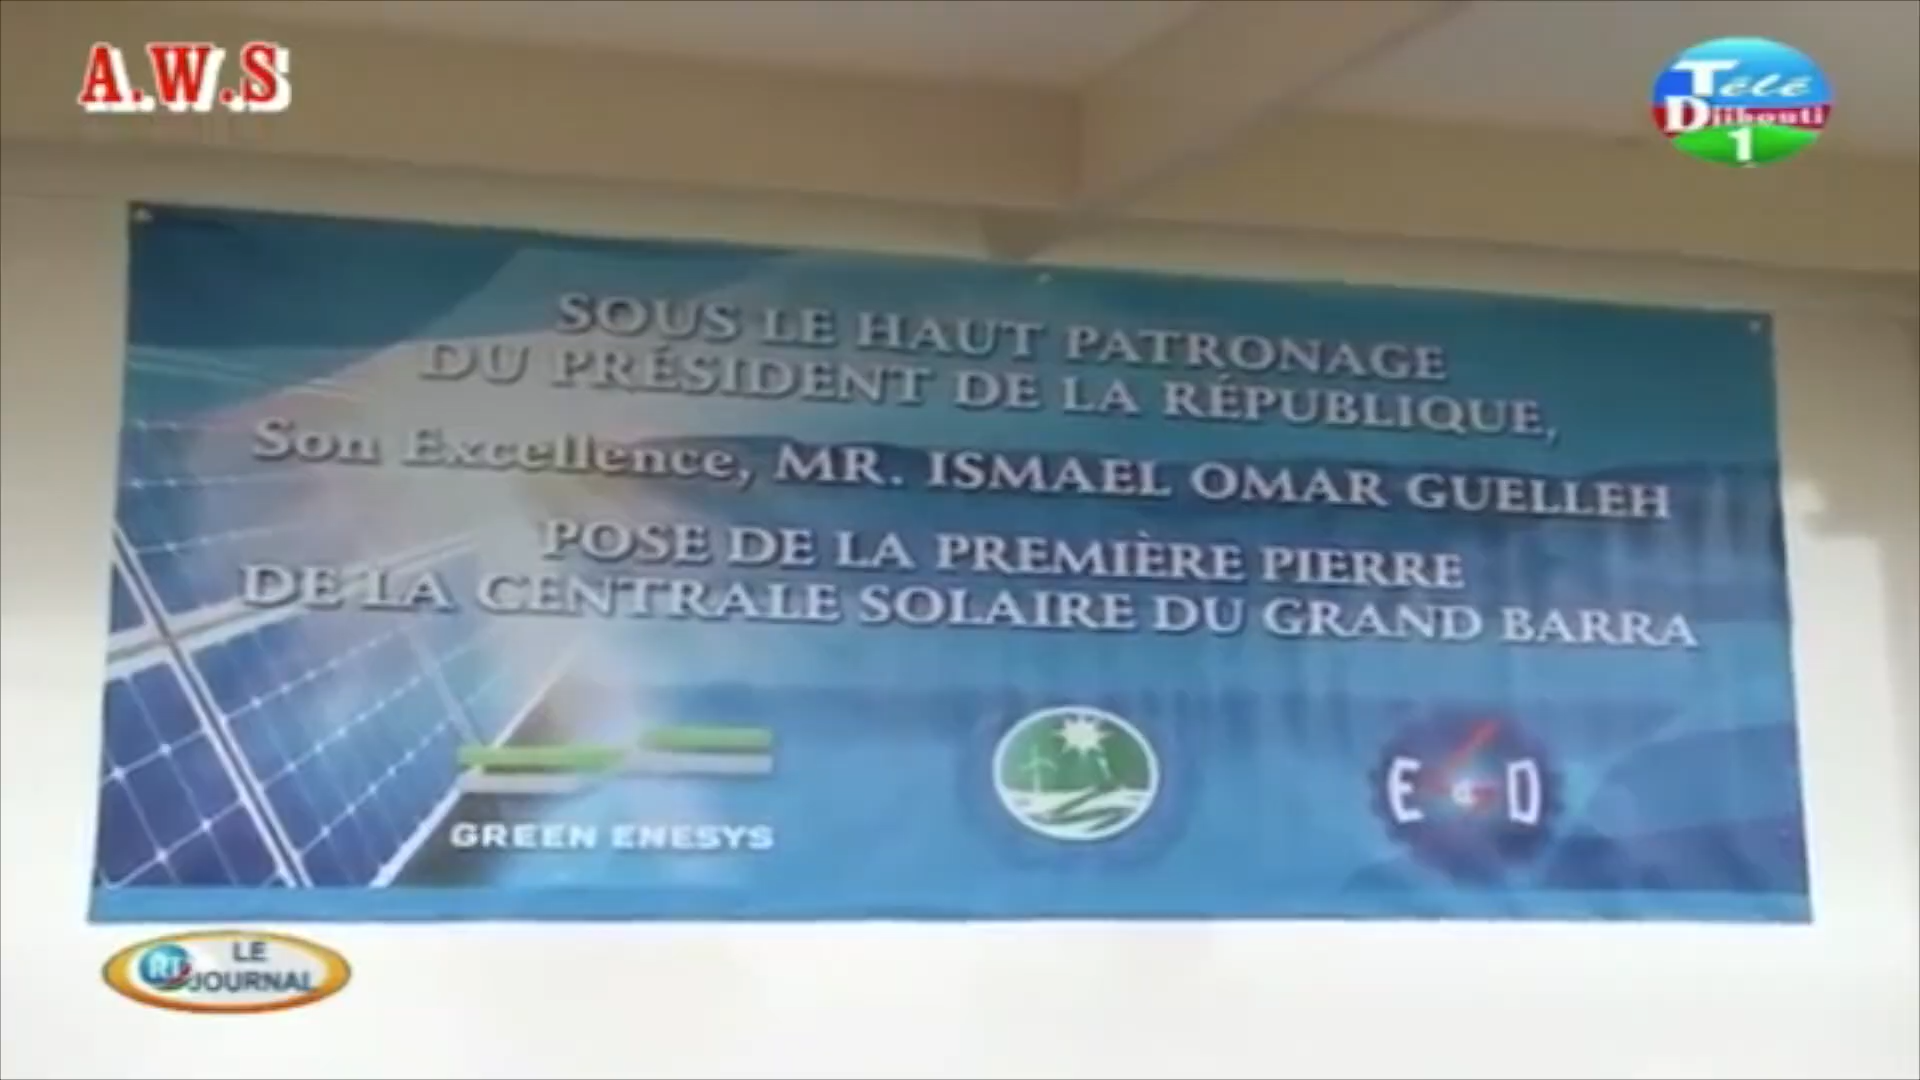 A.W.S
Télé
Djibouti
1
SOUS LE HAUT PATRONAGE
DU PRÉSIDENT DE LA RÉPUBLIQUE,
Son Excellence, MR. ISMAEL OMAR GUELLEH
POSE DE LA PREMIÈRE PIERRE
DE LA CENTRALE SOLAIRE DU GRAND BARRA
GREEN ENESYS
E d D
LE
JOURNAL